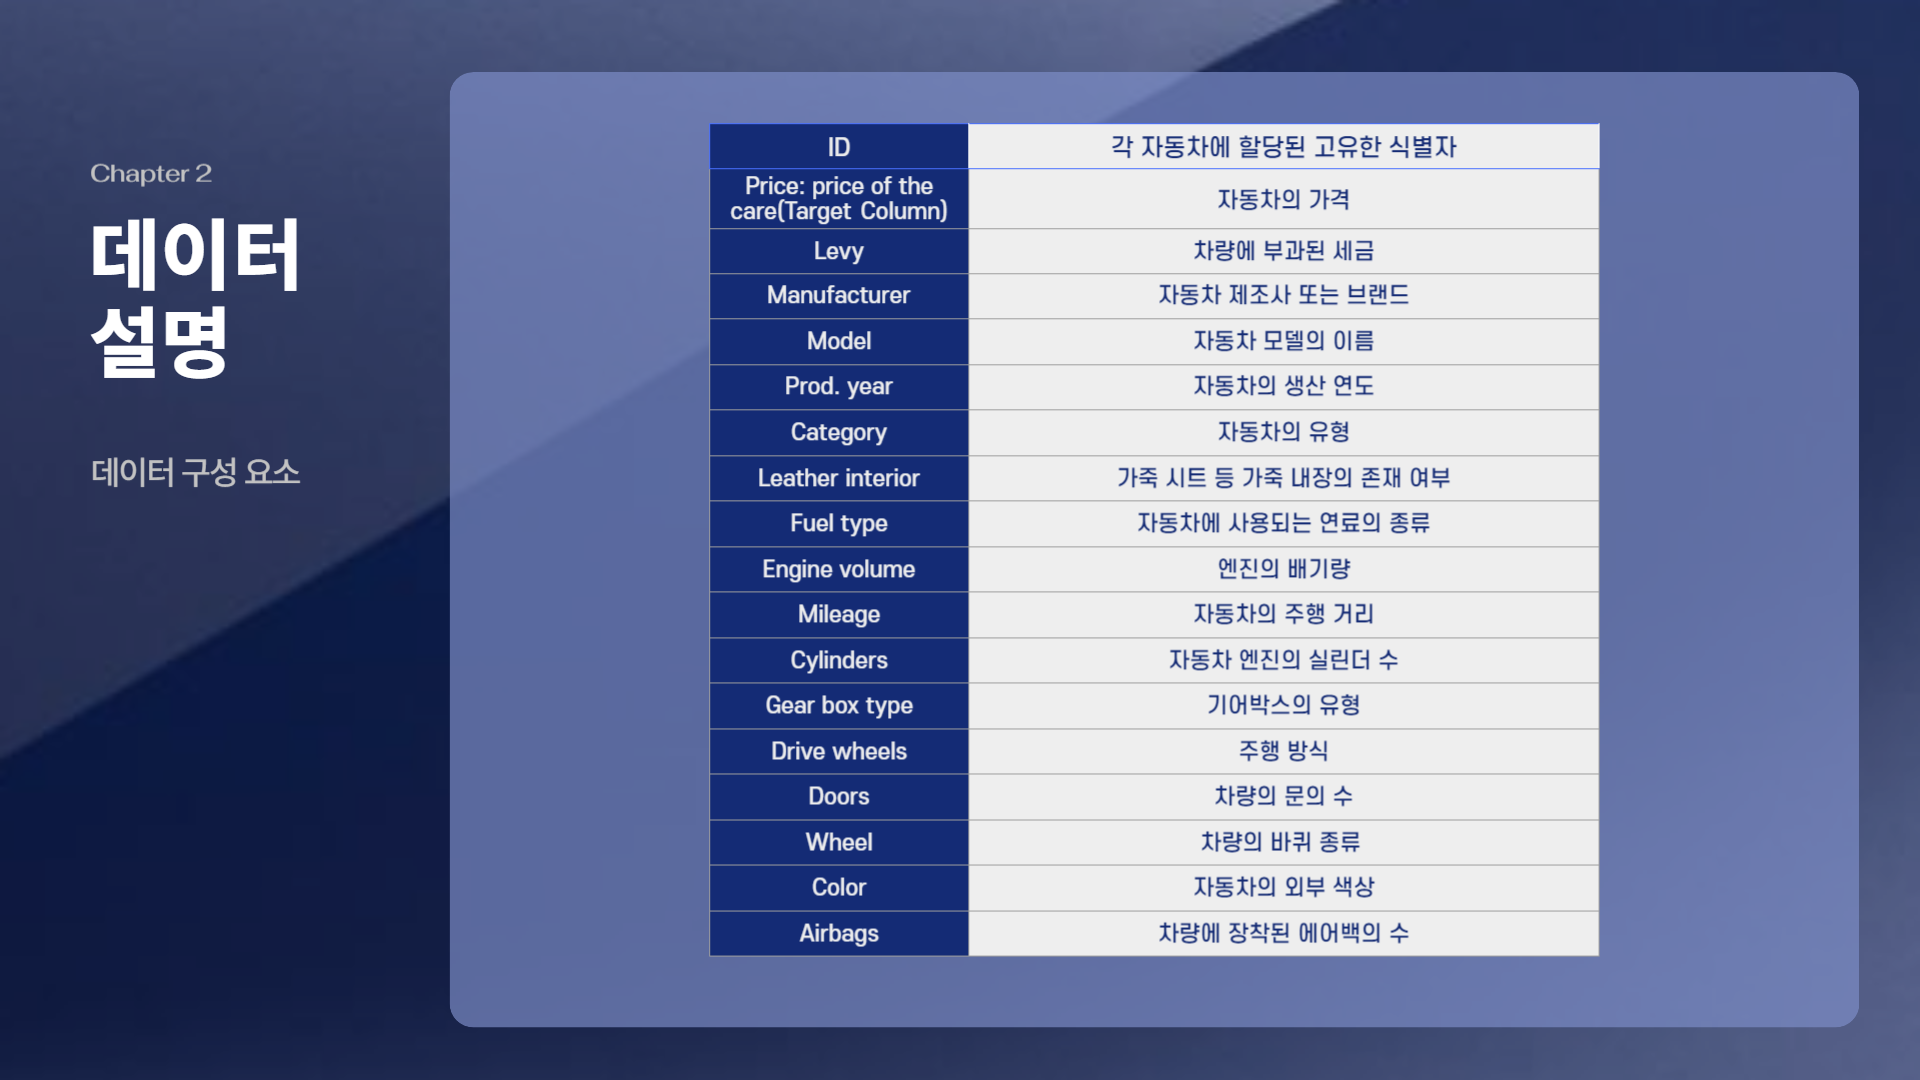 Chapter 2
데이터
설명
데이터 구성 요소
ID
각 자동차에 할당된 고유한 식별자
Price: price of the
care(Target Column)
자동차의 가격
Levy
차량에 부과된 세금
Manufacturer
자동차 제조사 또는 브랜드
Model
자동차 모델의 이름
Prod. year
자동차의 생산 연도
Category
자동차의 유형
Leather interior
가죽 시트 등 가죽 내장의 존재 여부
Fuel type
자동차에 사용되는 연료의 종류
Engine volume
엔진의 배기량
Mileage
자동차의 주행 거리
Cylinders
자동차 엔진의 실린더 수
Gear box type
기어박스의 유형
Drive wheels
주행 방식
Doors
차량의 문의 수
Wheel
차량의 바퀴 종류
Color
자동차의 외부 색상
Airbags
차량에 장착된 에어백의 수